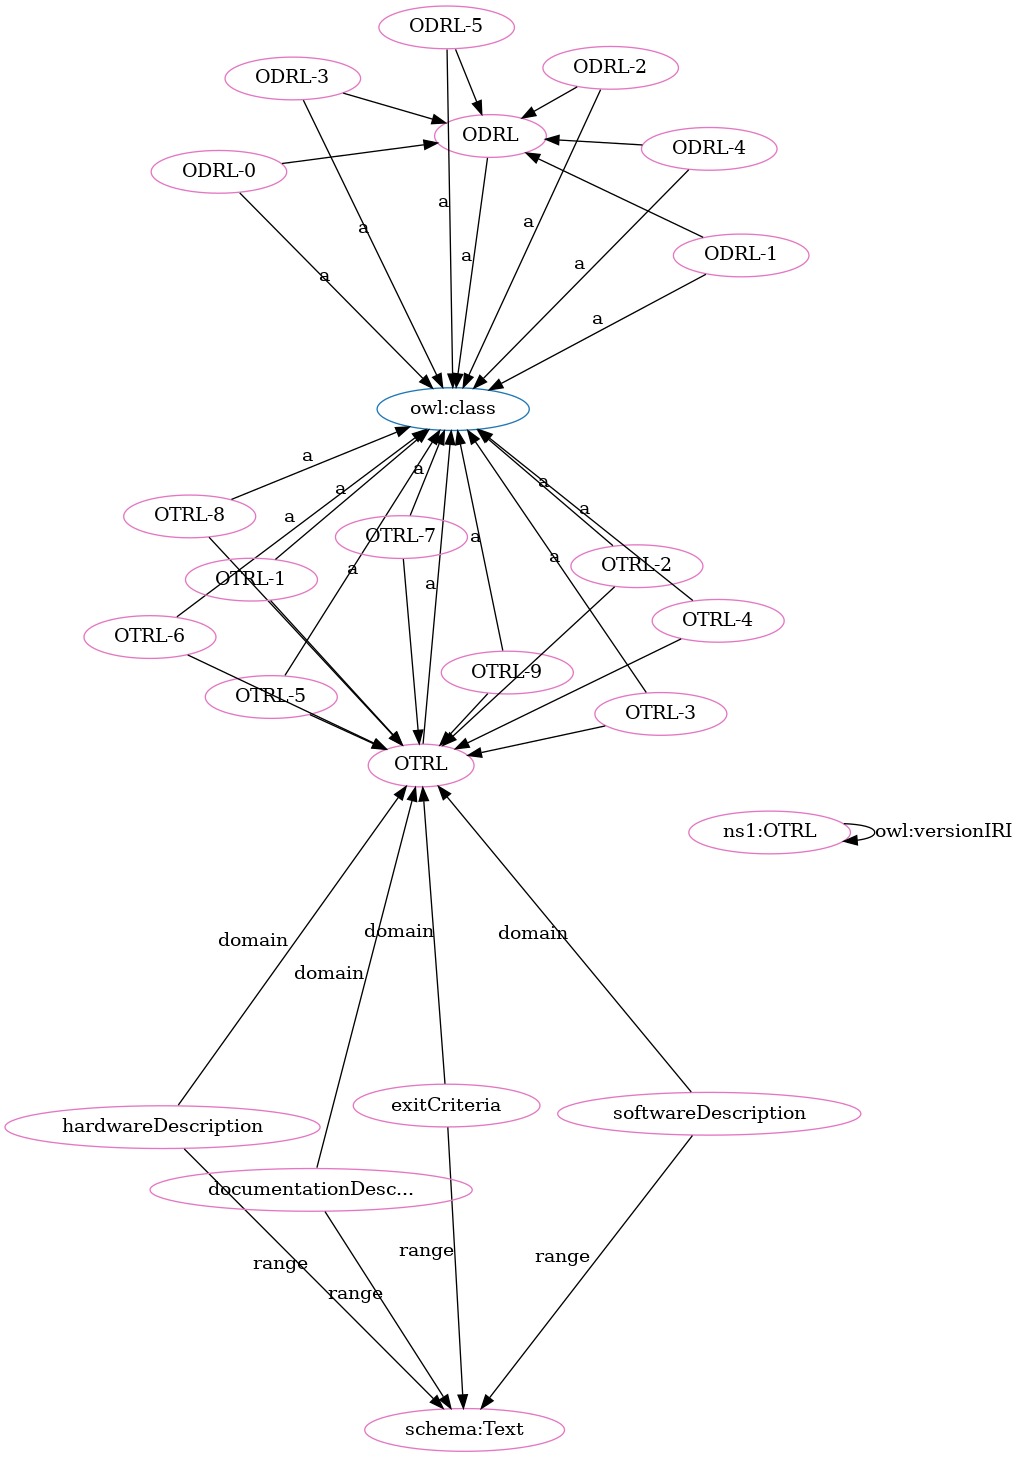 ODRL-5
ODRL-2
ODRL-3
ODRL
ODRL-4
ODRL-0
a
a
a
ODRL-1
a
a
a
a
owl:class
a
a
a
a
OTRL-8
a
a
OTRL-7
a
a
OTRL-2
OTRL-1
a
a
OTRL-4
OTRL-6
OTRL-9
OTRL-5
OTRL-3
OTRL
ns1:OTRL
owl:versionIRI
domain
domain
domain
domain
exitCriteria
softwareDescription
hardwareDescription
documentationDesc...
range
range
range
range
schema:Text